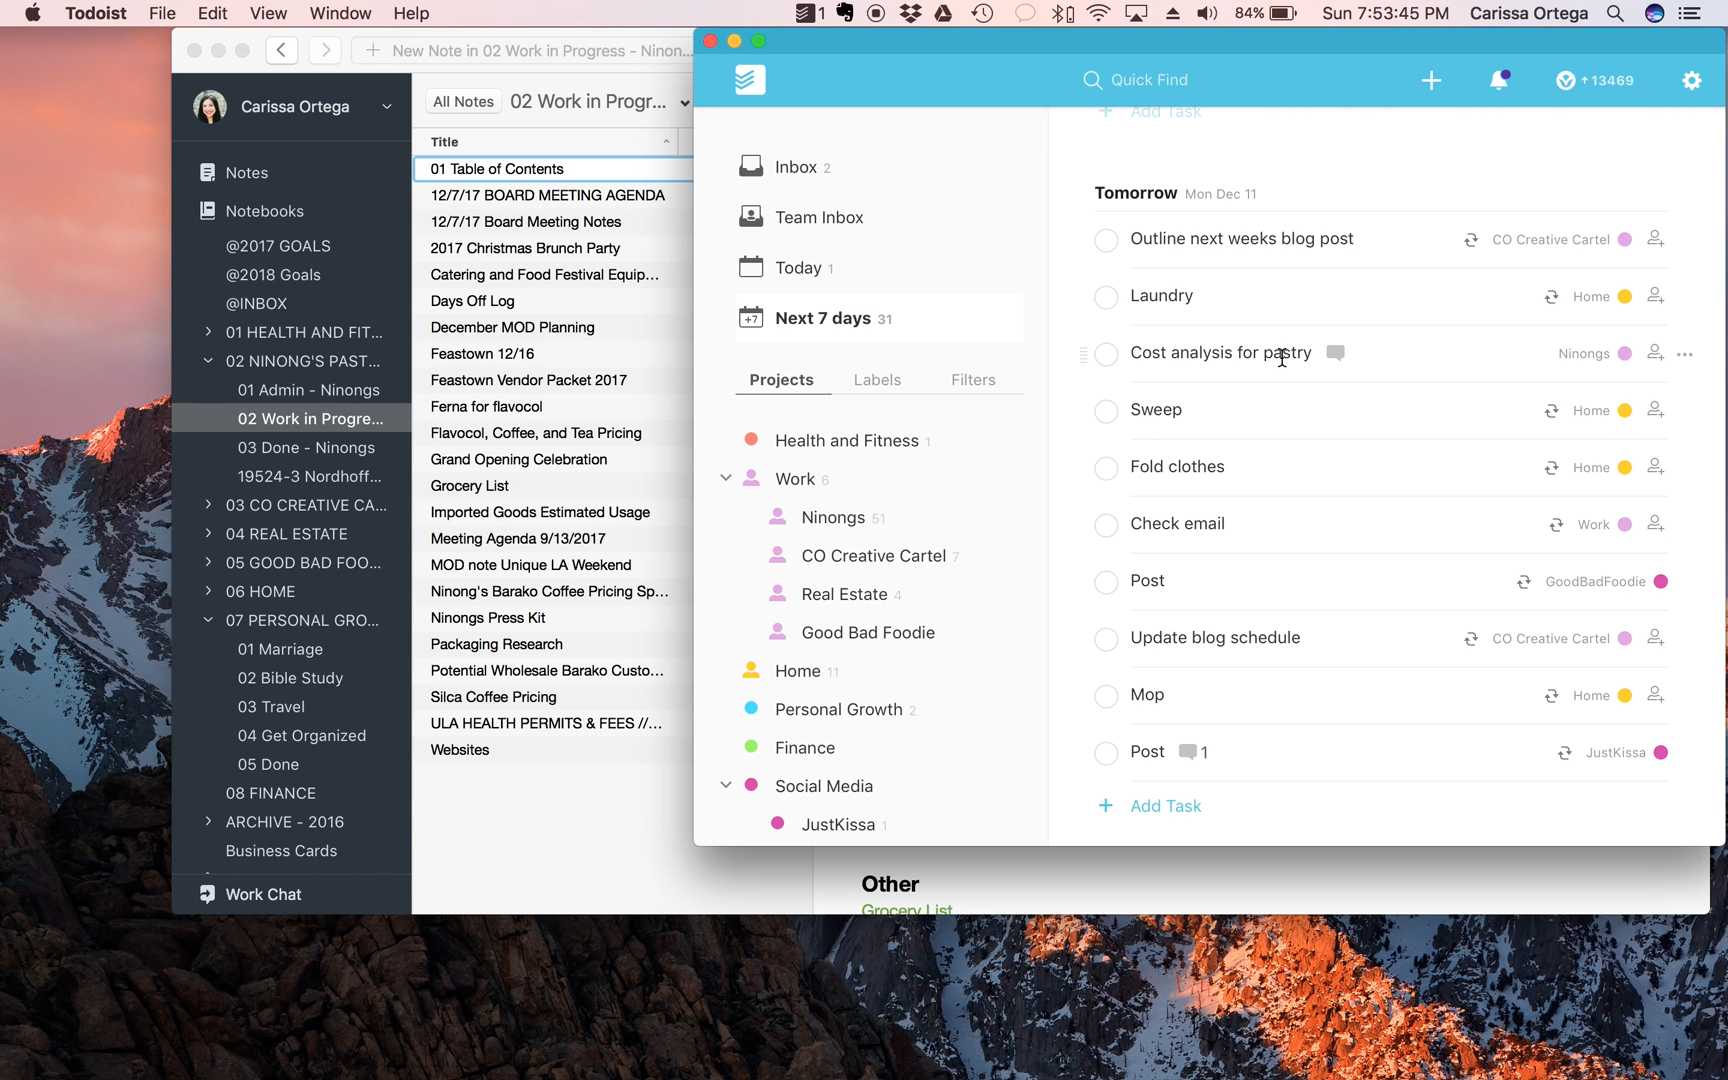 Todoist File Edit View Window Help
1 84% Sun 7:53:45 PM Carissa Ortega
New Note in 02 Work in Progress - Ninon...
Carissa Ortega
Notes
Notebooks
@2017 GOALS
@2018 Goals
@INBOX
01 HEALTH AND FIT...
02 NINONG'S PAST...
01 Admin - Ninongs
02 Work in Progre...
03 Done - Ninongs
19524-3 Nordhoff...
03 CO CREATIVE CA...
04 REAL ESTATE
05 GOOD BAD FOO...
06 HOME
07 PERSONAL GRO...
01 Marriage
02 Bible Study
03 Travel
04 Get Organized
05 Done
08 FINANCE
ARCHIVE - 2016
Business Cards
Work Chat
All Notes 02 Work in Progr...
Title
01 Table of Contents
12/7/17 BOARD MEETING AGENDA
12/7/17 Board Meeting Notes
2017 Christmas Brunch Party
Catering and Food Festival Equip...
Days Off Log
December MOD Planning
Feastown 12/16
Feastown Vendor Packet 2017
Ferna for flavocol
Flavocol, Coffee, and Tea Pricing
Grand Opening Celebration
Grocery List
Imported Goods Estimated Usage
Meeting Agenda 9/13/2017
MOD note Unique LA Weekend
Ninong's Barako Coffee Pricing Sp...
Ninongs Press Kit
Packaging Research
Potential Wholesale Barako Custo...
Silca Coffee Pricing
ULA HEALTH PERMITS & FEES //...
Websites
Quick Find
13469
Inbox 2
Team Inbox
Today 1
+7 Next 7 days 31
Projects Labels Filters
Health and Fitness 1
Work 6
Ninongs 51
CO Creative Cartel 7
Real Estate 4
Good Bad Foodie
Home 11
Personal Growth 2
Finance
Social Media
JustKissa 1
+ Add Task
Tomorrow Mon Dec 11
Outline next weeks blog post CO Creative Cartel
Laundry Home
Cost analysis for pastry Ninongs
Sweep Home
Fold clothes Home
Check email Work
Post GoodBadFoodie
Update blog schedule CO Creative Cartel
Mop Home
Post 1 JustKissa
+ Add Task
Other
Grocery List